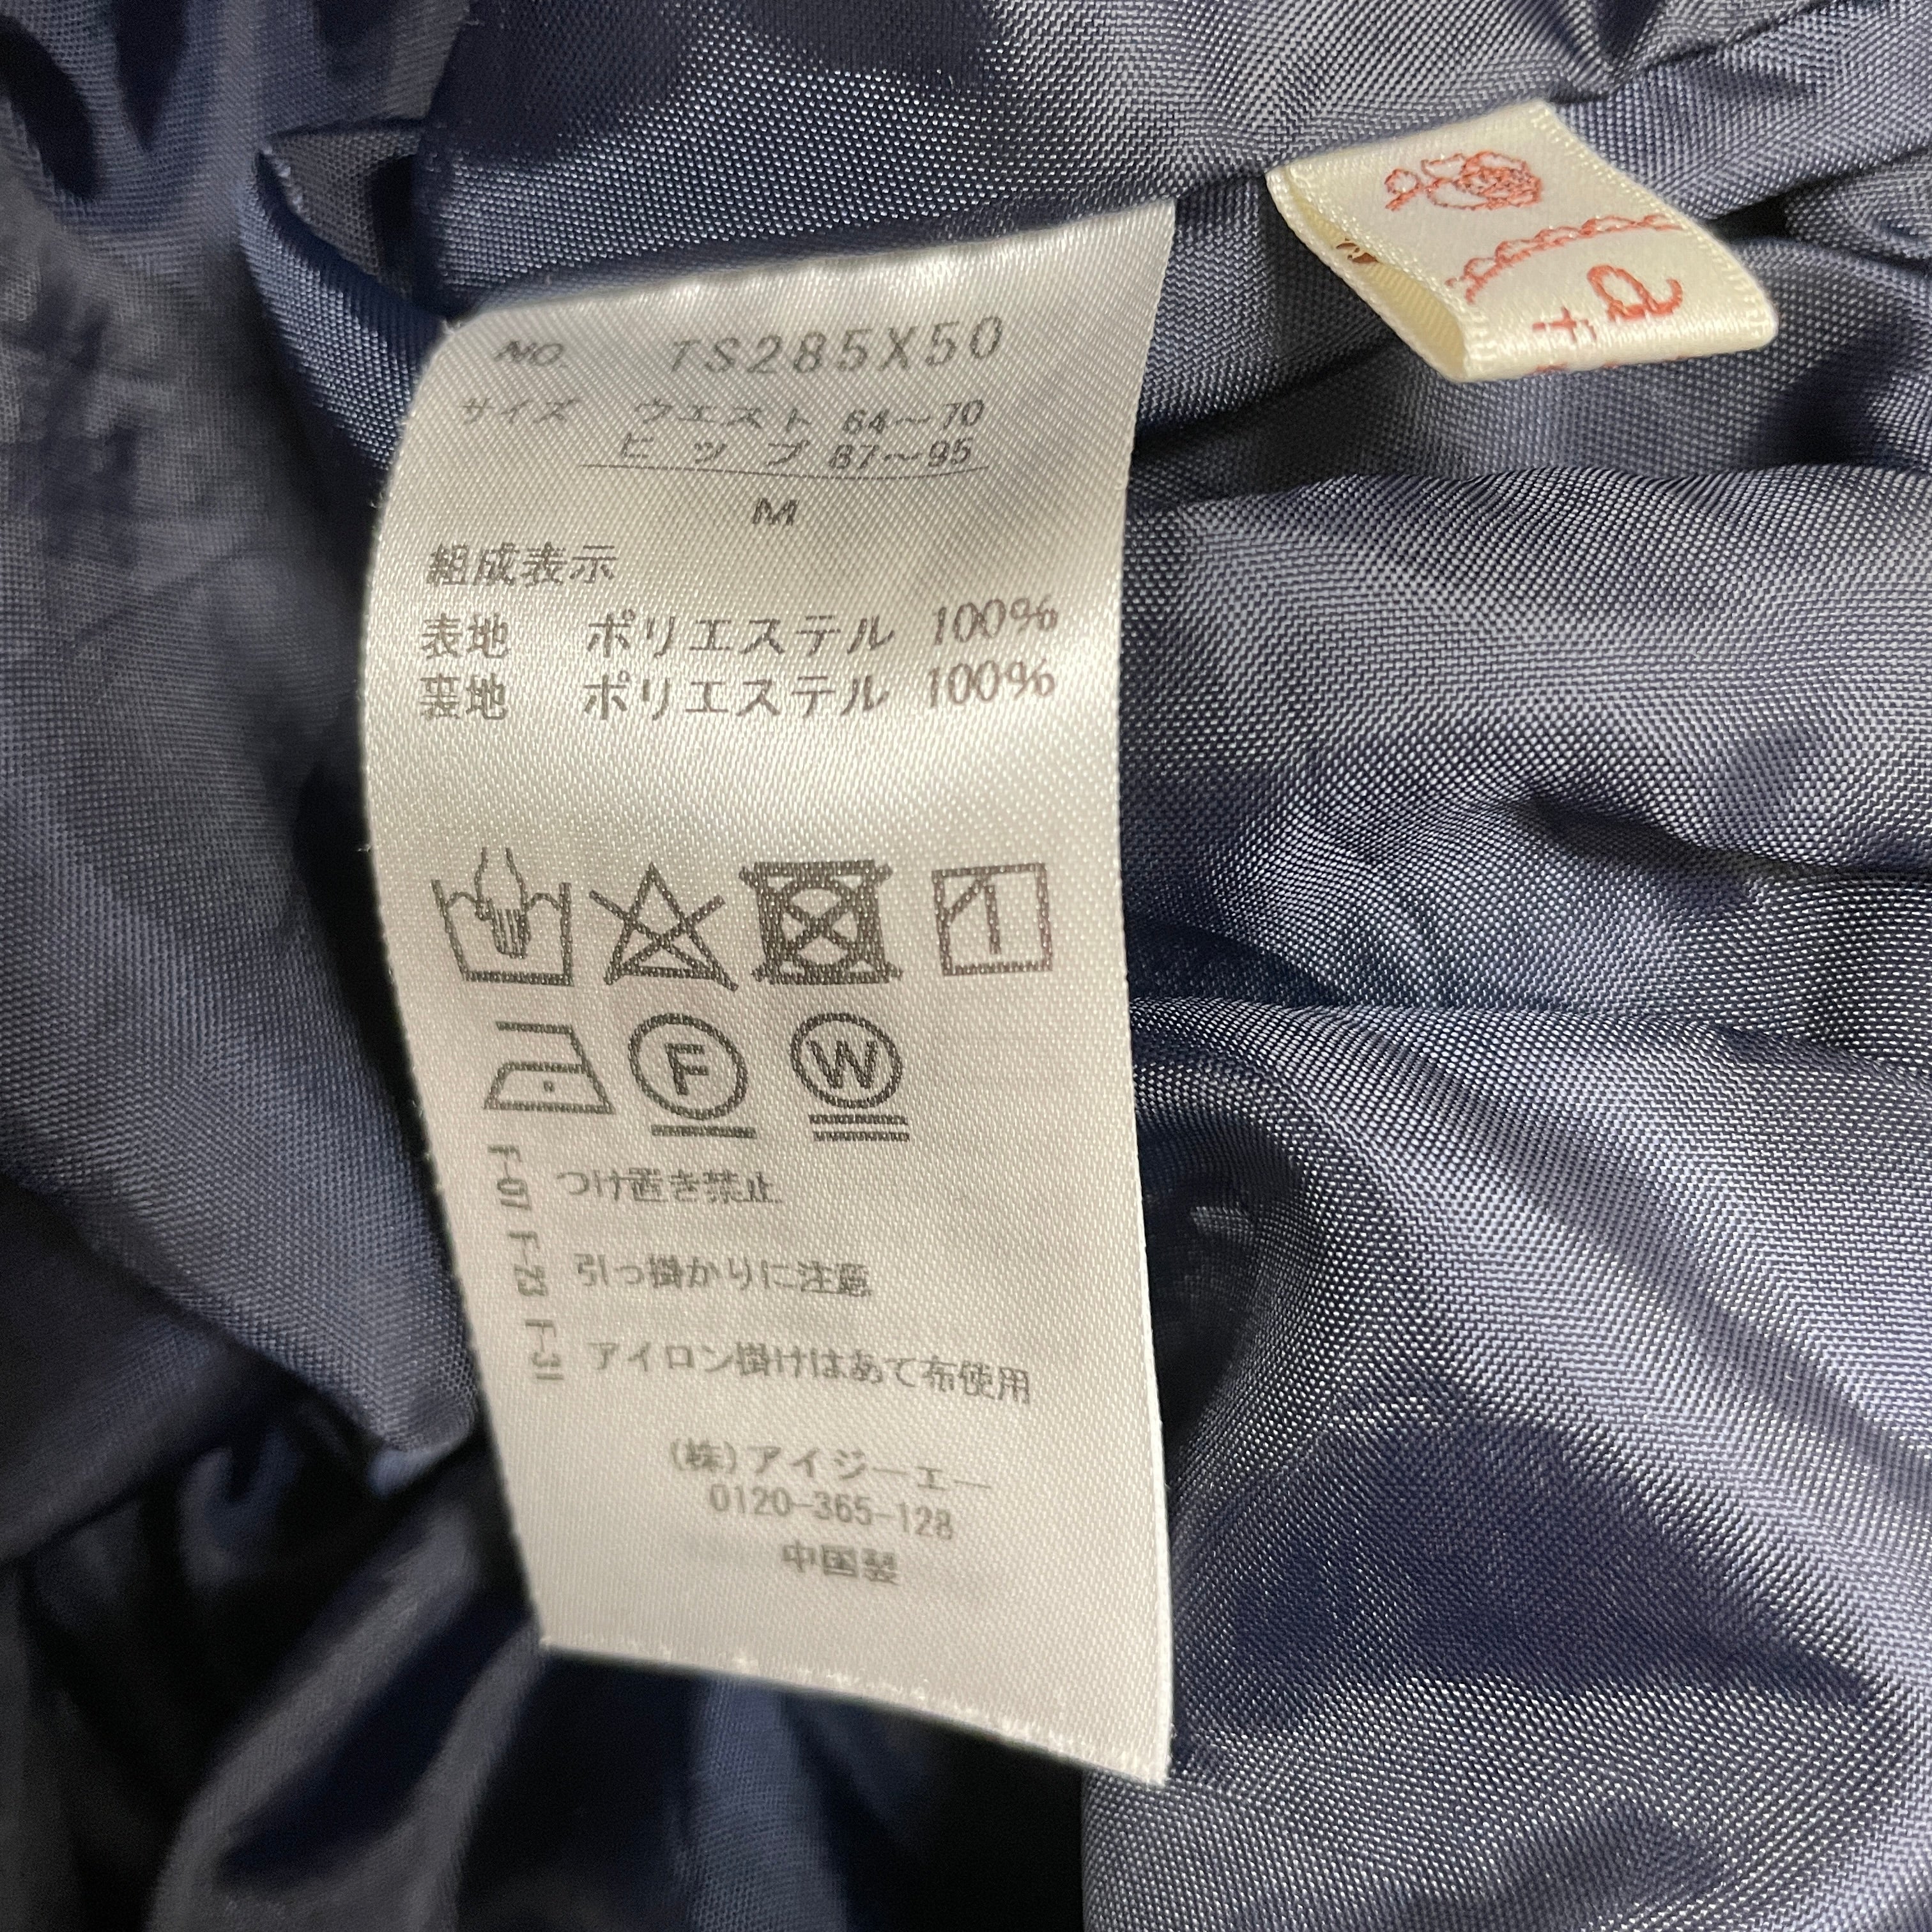 NO. TS285X50
サイズ ウエスト 64〜70
ヒップ 87〜95
M
組成表示
表地 ポリエステル 100%
裏地 ポリエステル 100%
F
W
F-07 つけ置き禁止
F-23 引っ掛かりに注意
F-31 アイロン掛けはあて布使用
(株)アイジーエー
0120-365-128
中国製